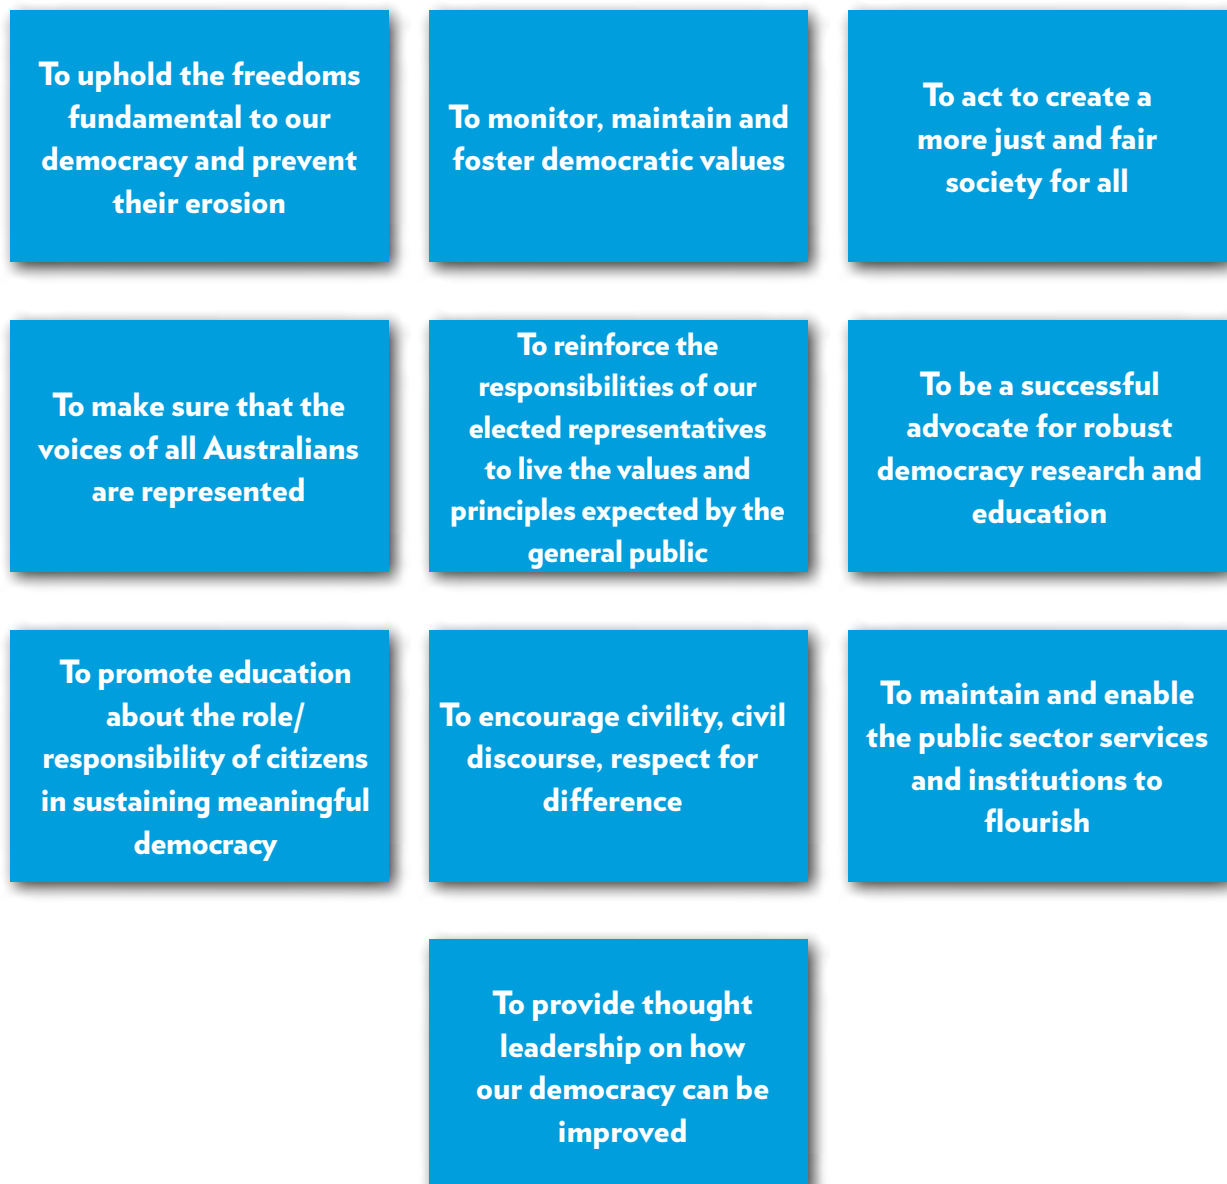 To uphold the freedoms
fundamental to our
democracy and prevent
their erosion
To monitor, maintain and
foster democratic values
To act to create a
more just and fair
society for all
To make sure that the
voices of all Australians
are represented
To reinforce the
responsibilities of our
elected representatives
to live the values and
principles expected by the
general public
To be a successful
advocate for robust
democracy research and
education
To promote education
about the role/
responsibility of citizens
in sustaining meaningful
democracy
To encourage civility, civil
discourse, respect for
difference
To maintain and enable
the public sector services
and institutions to
flourish
To provide thought
leadership on how
our democracy can be
improved